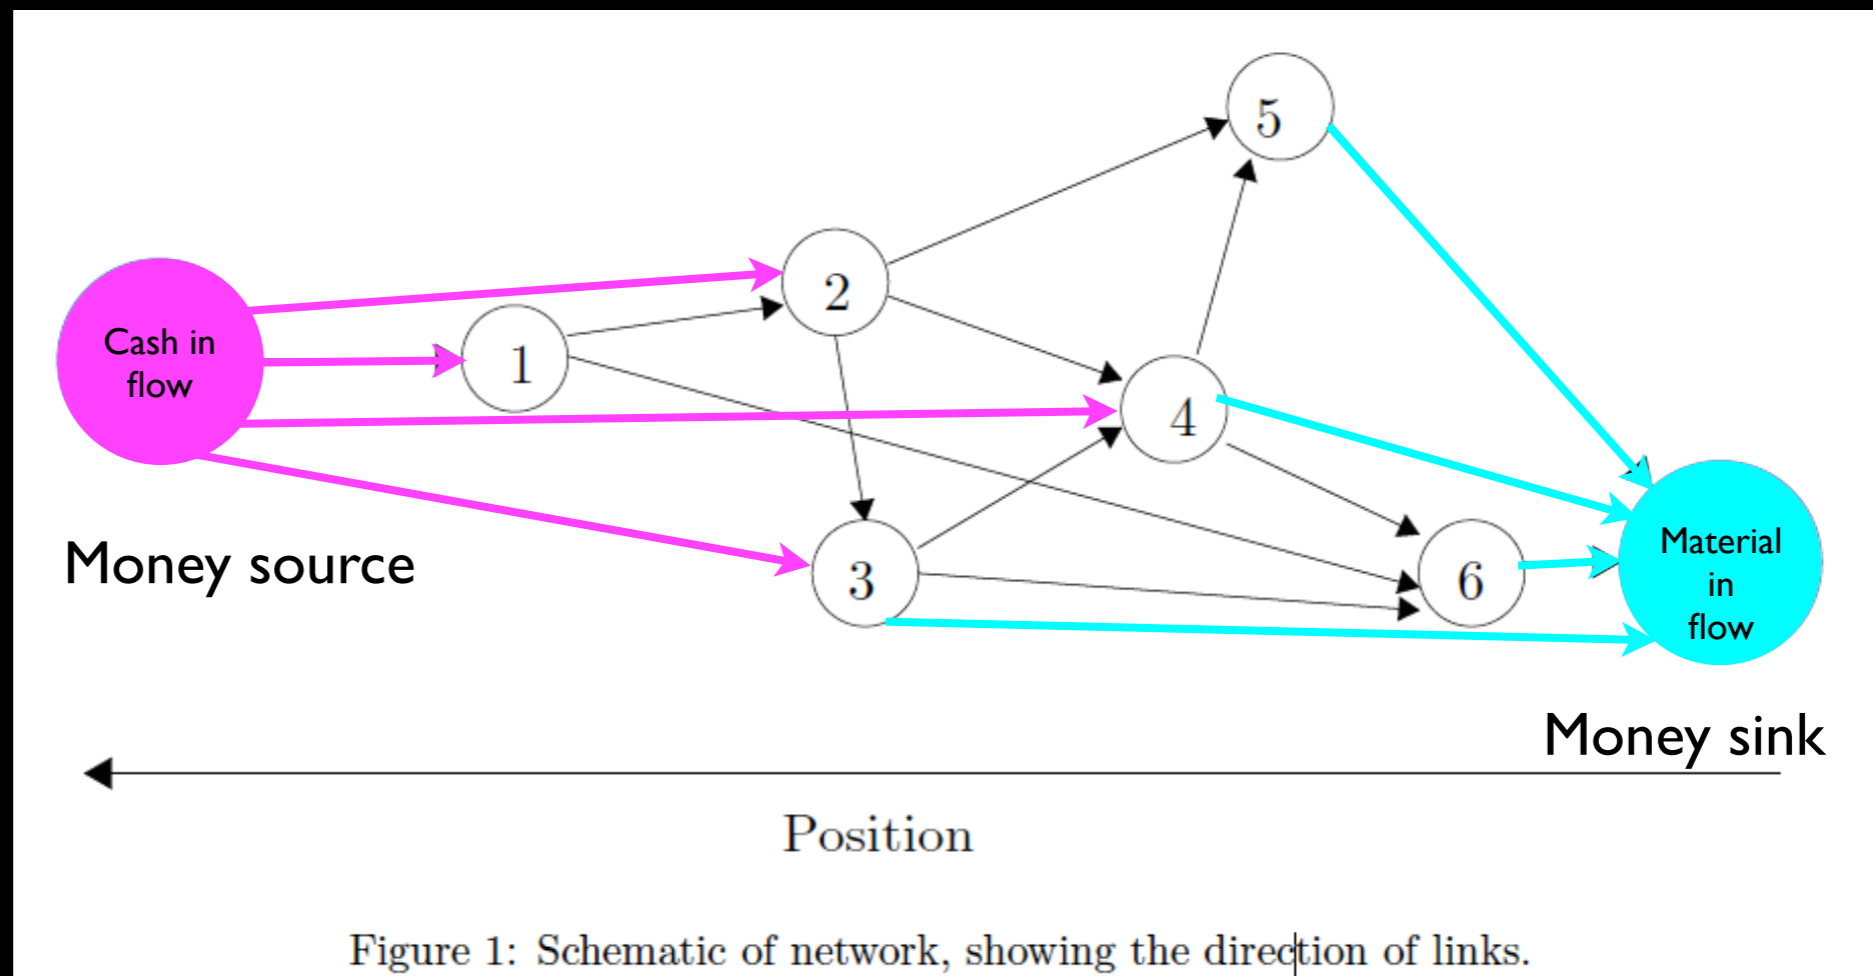 5
2
Cash in
flow
1
4
Material
in
flow
Money source
3
6
Money sink
Position
Figure 1: Schematic of network, showing the direction of links.